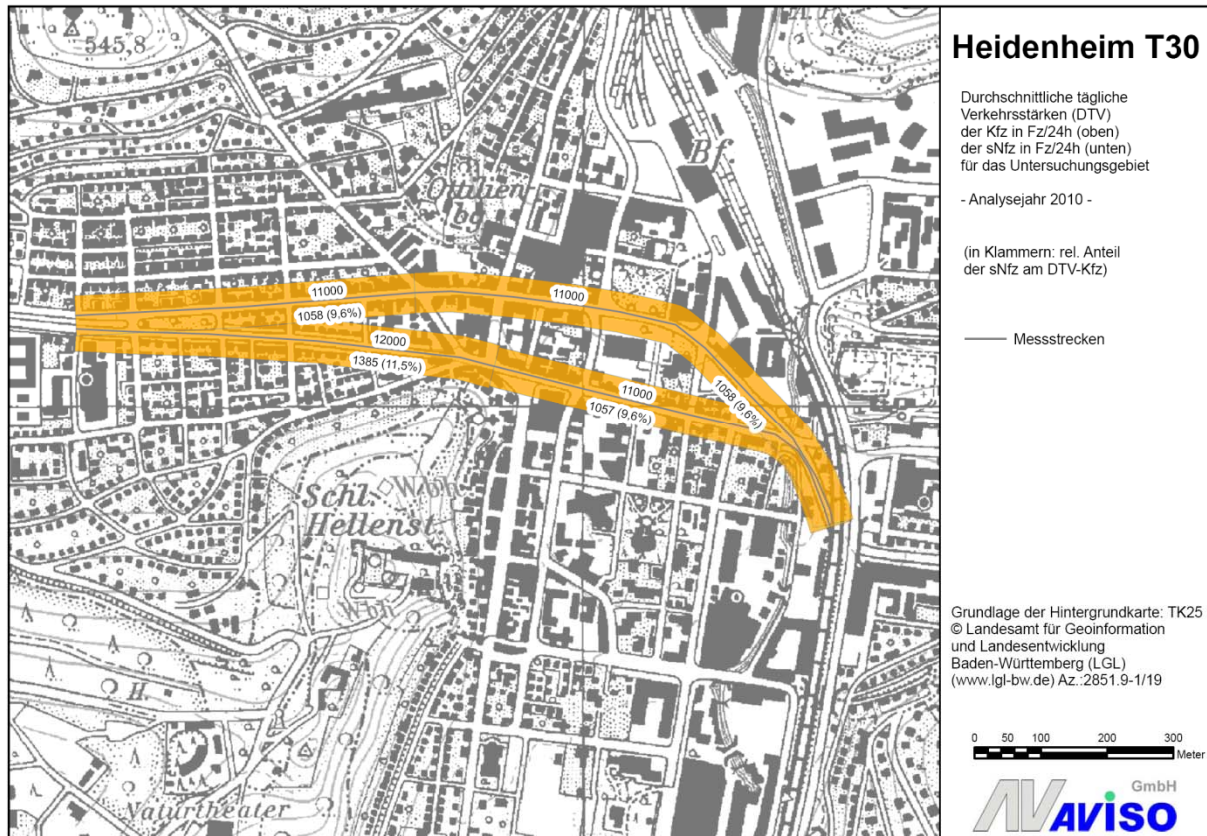 545,8
Bf.
Ottilien
bg.
11000
1058 (9,6%)
11000
12000
1385 (11,5%)
11000
1057 (9,6%)
1058 (9,6%)
Schl.
Hellenst.
Wbh.
Wbh.
H
Naturtheater
Heidenheim T30
Durchschnittliche tägliche
Verkehrsstärken (DTV)
der Kfz in Fz/24h (oben)
der sNfz in Fz/24h (unten)
für das Untersuchungsgebiet
- Analysejahr 2010 -
(in Klammern: rel. Anteil
der sNfz am DTV-Kfz)
Messstrecken
Grundlage der Hintergrundkarte: TK25
© Landesamt für Geoinformation
und Landesentwicklung
Baden-Württemberg (LGL)
(www.lgl-bw.de) Az.:2851.9-1/19
0 50 100 200 300
Meter
GmbH
AVISO